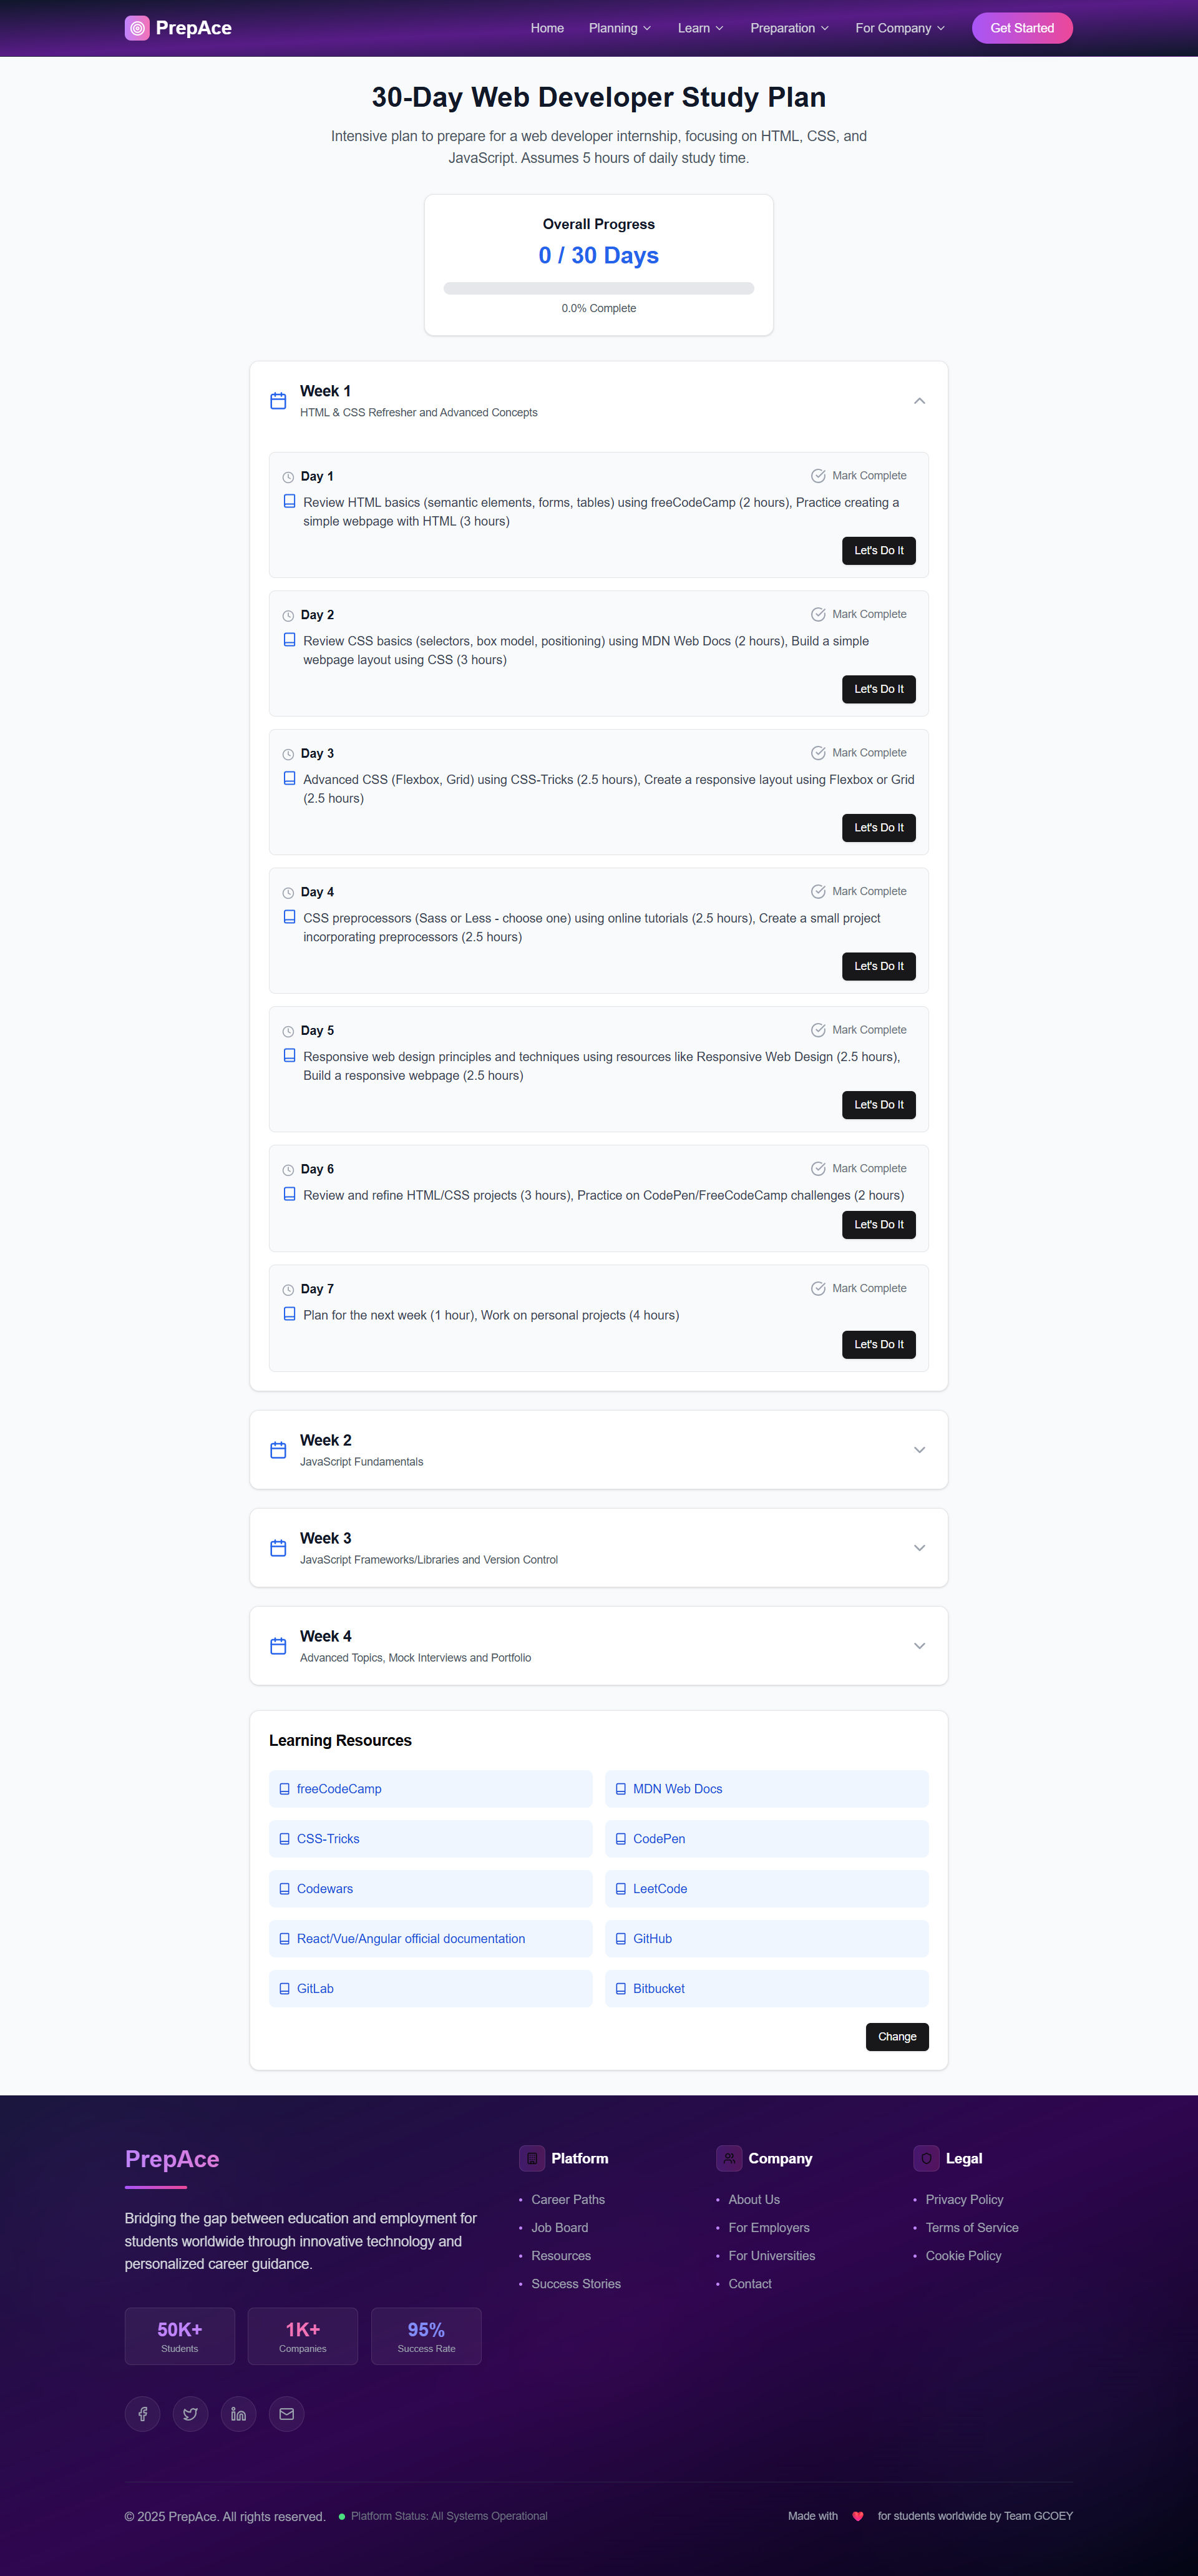 PrepAce
Home
Planning
Learn
Preparation
For Company
Get Started
30-Day Web Developer Study Plan
Intensive plan to prepare for a web developer internship, focusing on HTML, CSS, and
JavaScript. Assumes 5 hours of daily study time.
Overall Progress
0 / 30 Days
0.0% Complete
Week 1
HTML & CSS Refresher and Advanced Concepts
Day 1
Mark Complete
Review HTML basics (semantic elements, forms, tables) using freeCodeCamp (2 hours), Practice creating a
simple webpage with HTML (3 hours)
Let's Do It
Day 2
Mark Complete
Review CSS basics (selectors, box model, positioning) using MDN Web Docs (2 hours), Build a simple
webpage layout using CSS (3 hours)
Let's Do It
Day 3
Mark Complete
Advanced CSS (Flexbox, Grid) using CSS-Tricks (2.5 hours), Create a responsive layout using Flexbox or Grid
(2.5 hours)
Let's Do It
Day 4
Mark Complete
CSS preprocessors (Sass or Less - choose one) using online tutorials (2.5 hours), Create a small project
incorporating preprocessors (2.5 hours)
Let's Do It
Day 5
Mark Complete
Responsive web design principles and techniques using resources like Responsive Web Design (2.5 hours),
Build a responsive webpage (2.5 hours)
Let's Do It
Day 6
Mark Complete
Review and refine HTML/CSS projects (3 hours), Practice on CodePen/FreeCodeCamp challenges (2 hours)
Let's Do It
Day 7
Mark Complete
Plan for the next week (1 hour), Work on personal projects (4 hours)
Let's Do It
Week 2
JavaScript Fundamentals
Week 3
JavaScript Frameworks/Libraries and Version Control
Week 4
Advanced Topics, Mock Interviews and Portfolio
Learning Resources
freeCodeCamp
MDN Web Docs
CSS-Tricks
CodePen
Codewars
LeetCode
React/Vue/Angular official documentation
GitHub
GitLab
Bitbucket
Change
PrepAce
Bridging the gap between education and employment for
students worldwide through innovative technology and
personalized career guidance.
50K+
Students
1K+
Companies
95%
Success Rate
Platform
Career Paths
Job Board
Resources
Success Stories
Company
About Us
For Employers
For Universities
Contact
Legal
Privacy Policy
Terms of Service
Cookie Policy
© 2025 PrepAce. All rights reserved.
Platform Status: All Systems Operational
Made with ❤️ for students worldwide by Team GCOEY